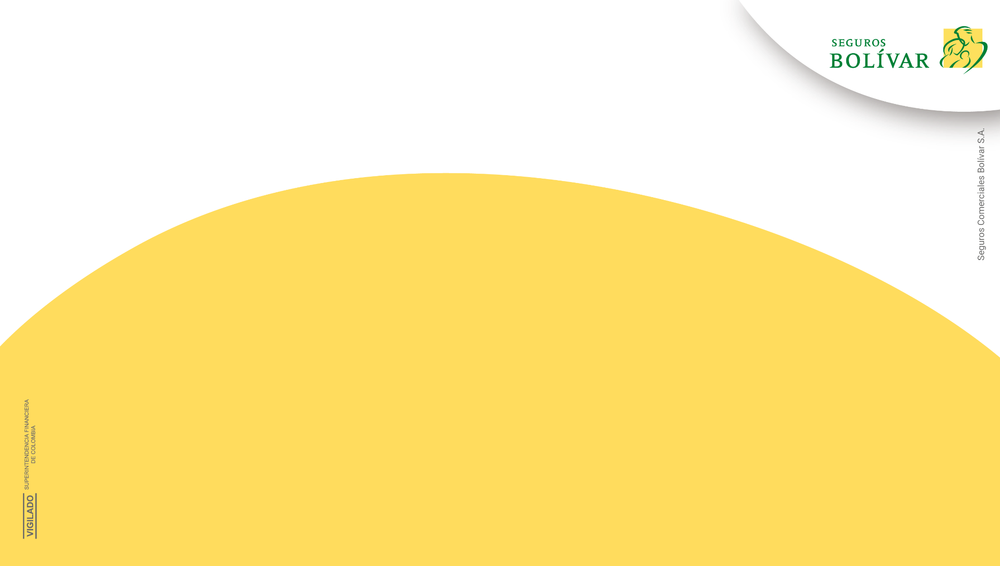 SEGUROS
BOLÍVAR
Seguros Comerciales Bolívar S.A.
VIGILADO
SUPERINTENDENCIA FINANCIERA
DE COLOMBIA